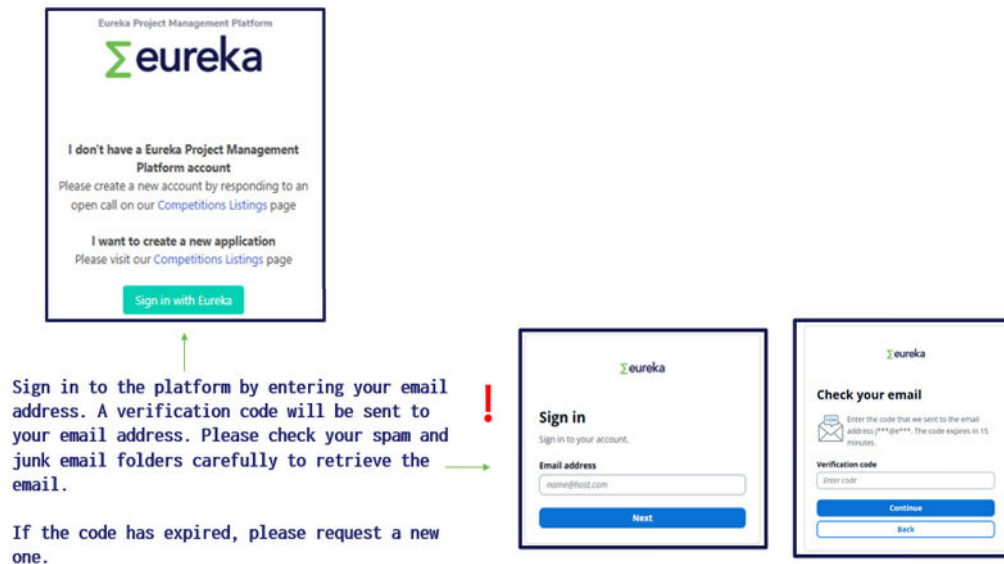 Eureka Project Management Platform
eureka
I don't have a Eureka Project Management
Platform account
Please create a new account by responding to an
open call on our Competitions Listings page
I want to create a new application
Please visit our Competitions Listings page
Sign in with Eureka
Sign in to the platform by entering your email
address. A verification code will be sent to
your email address. Please check your spam and
junk email folders carefully to retrieve the
email.
If the code has expired, please request a new
one.
!
eureka
Sign in
Sign in to your account.
Email address
name@host.com
Next
eureka
Check your email
Enter the code that we sent to the email
address j***@e***. The code expires in 15
minutes.
Verification code
Enter code
Continue
Back